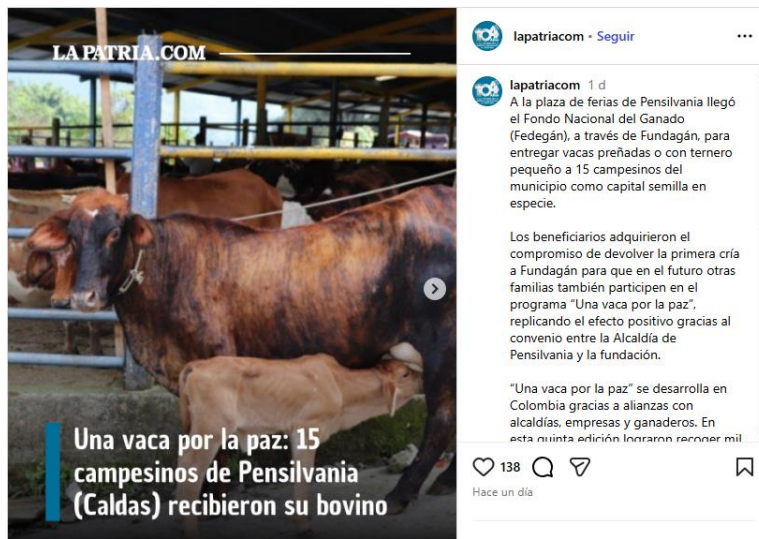 LA PATRIA.COM
Una vaca por la paz: 15
campesinos de Pensilvania
(Caldas) recibieron su bovino
lapatriacom • Seguir
lapatriacom 1 d
A la plaza de ferias de Pensilvania llegó
el Fondo Nacional del Ganado
(Fedegán), a través de Fundagán, para
entregar vacas preñadas o con ternero
pequeño a 15 campesinos del
municipio como capital semilla en
especie.
Los beneficiarios adquirieron el
compromiso de devolver la primera cría
a Fundagán para que en el futuro otras
familias también participen en el
programa “Una vaca por la paz”,
replicando el efecto positivo gracias al
convenio entre la Alcaldía de
Pensilvania y la fundación.
“Una vaca por la paz” se desarrolla en
Colombia gracias a alianzas con
alcaldías, empresas y ganaderos. En
esta quinta edición lograron recoger mil
138
Hace un día